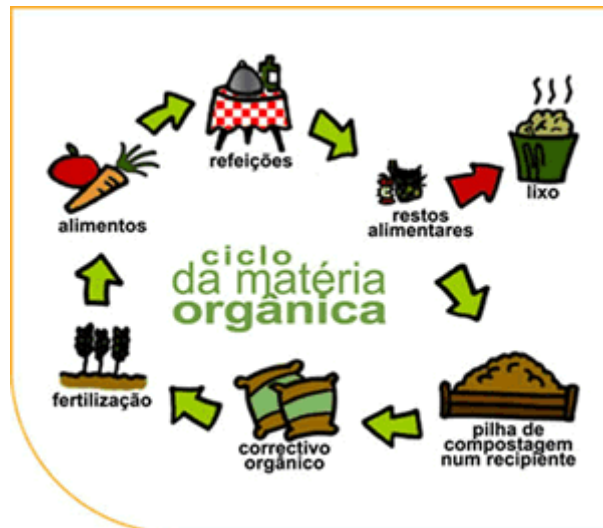 refeições
lixo
restos
alimentares
alimentos
ciclo
da matéria
orgânica
fertilização
correctivo
orgânico
pilha de
compostagem
num recipiente